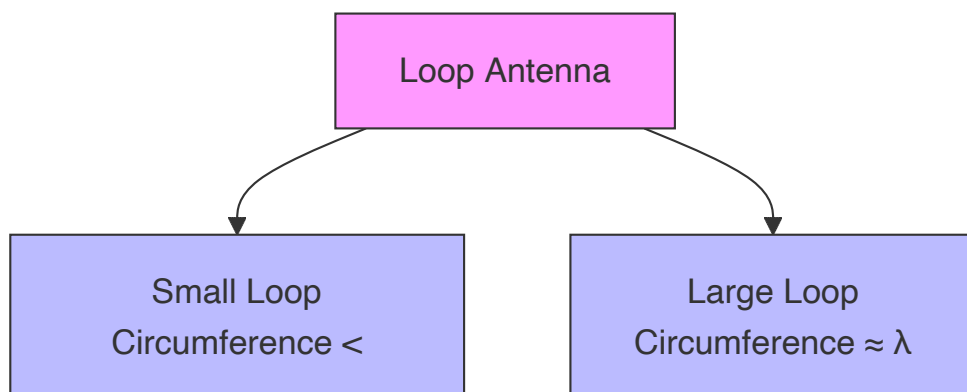 Loop Antenna
Small Loop
Circumference <
Large Loop
Circumference ≈ λ